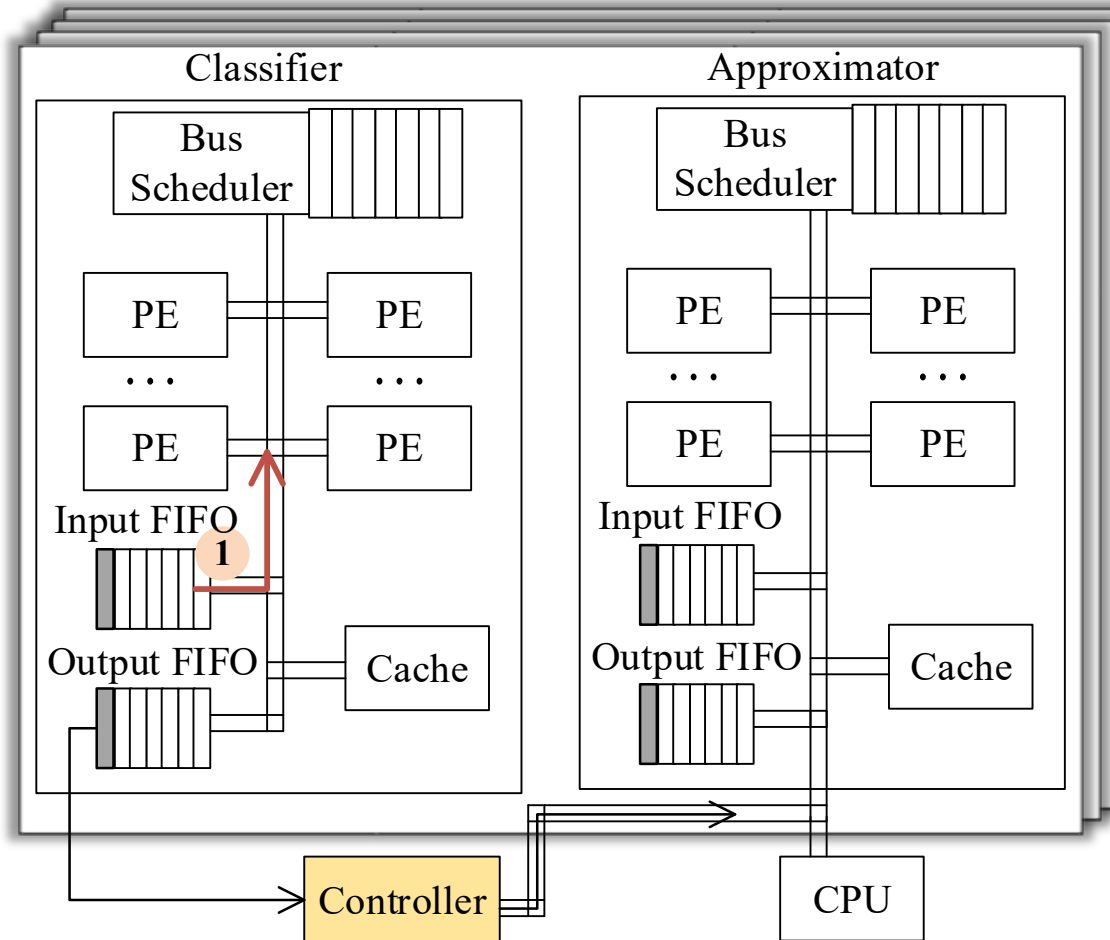 Classifier
Approximator
Bus
Scheduler
Bus
Scheduler
PE
PE
PE
PE
...
...
...
...
PE
PE
PE
PE
Input FIFO
Input FIFO
1
Output FIFO
Output FIFO
Cache
Cache
Controller
CPU